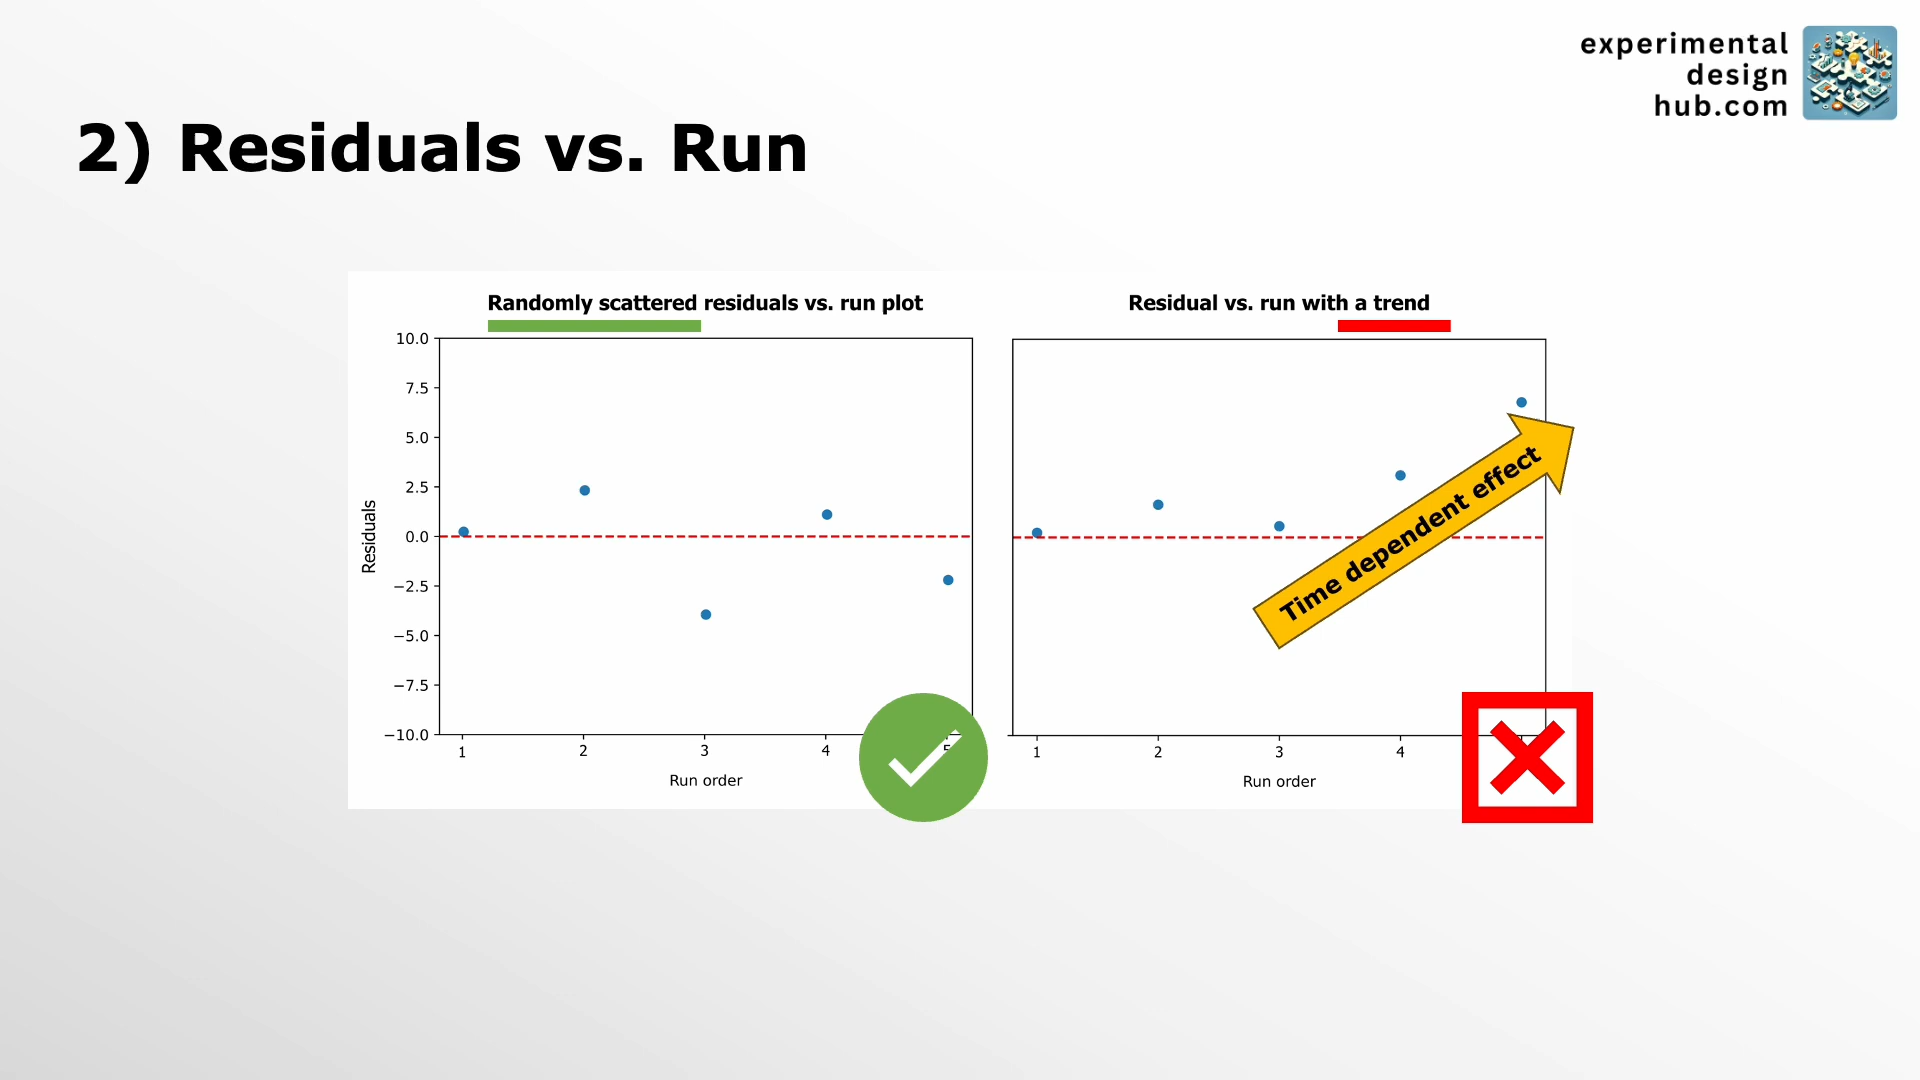 experimental
design
hub.com
2) Residuals vs. Run
Randomly scattered residuals vs. run plot
10.0
7.5
5.0
2.5
0.0
−2.5
−5.0
−7.5
−10.0
Residuals
1 2 3 4 5
Run order
Residual vs. run with a trend
Time dependent effect
1 2 3 4
Run order